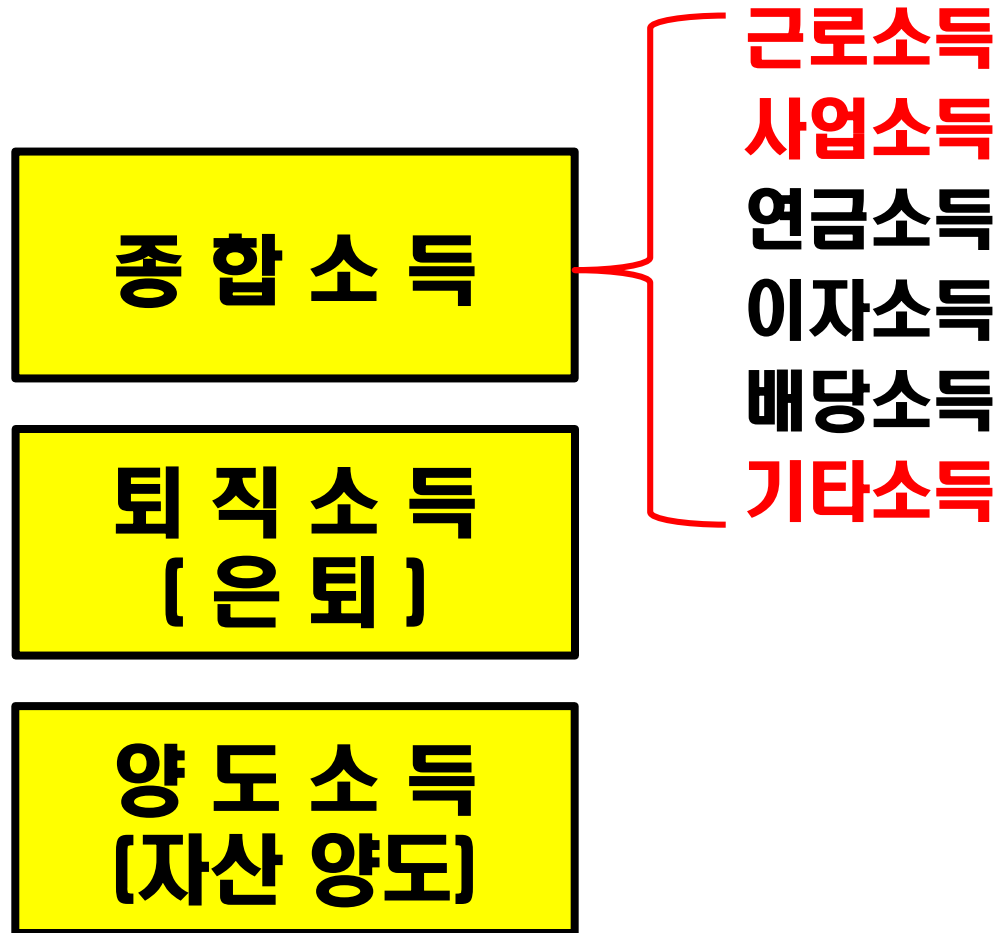 종합소득
근로소득
사업소득
연금소득
이자소득
배당소득
기타소득
퇴직소득
(은퇴)
양도소득
(자산 양도)